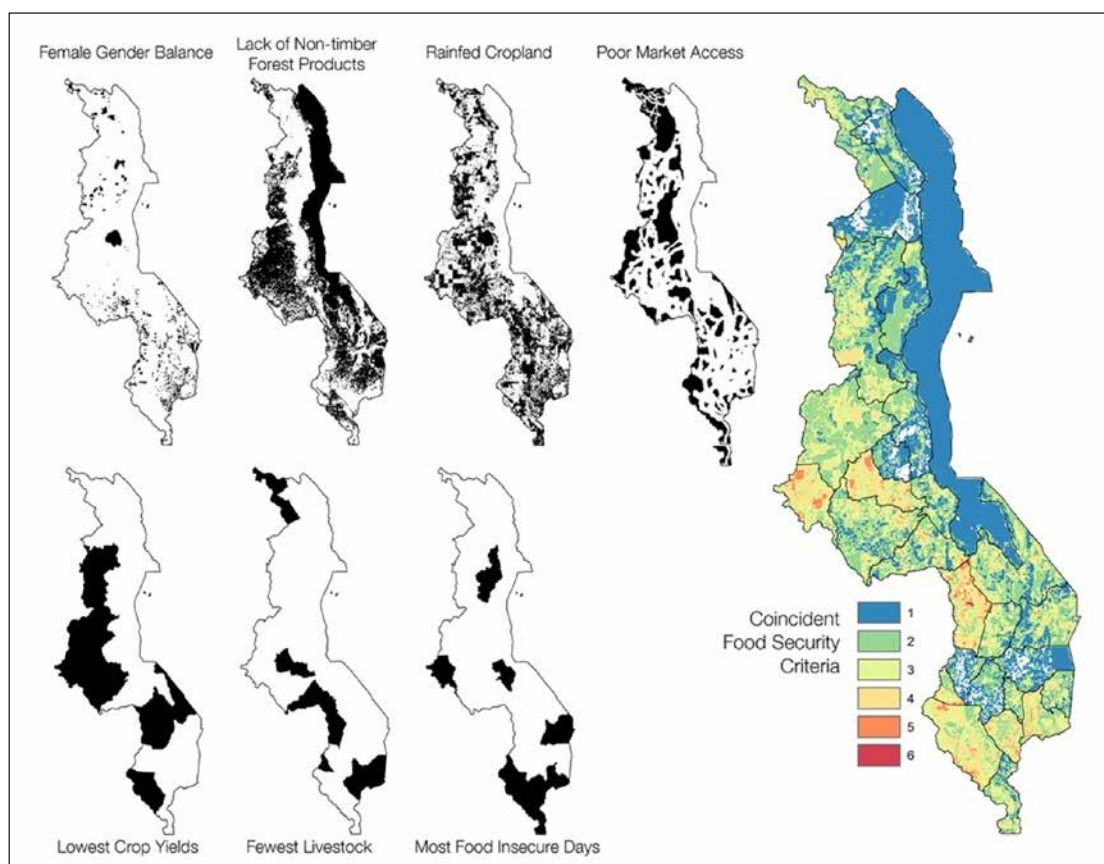 Female Gender Balance
Lack of Non-timber
Forest Products
Rainfed Cropland
Poor Market Access
Lowest Crop Yields
Fewest Livestock
Most Food Insecure Days
Coincident
Food Security
Criteria
1
2
3
4
5
6